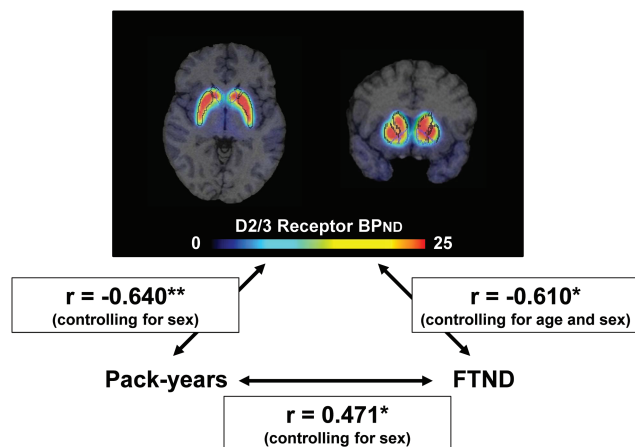 D2/3 Receptor BPND
0 25
r = -0.640**
(controlling for sex)
r = -0.610*
(controlling for age and sex)
Pack-years
FTND
r = 0.471*
(controlling for sex)